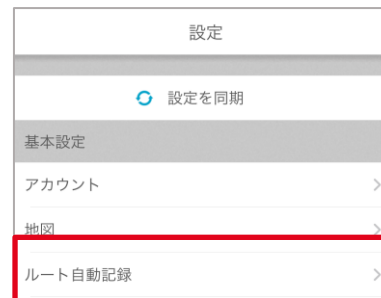 設定
設定を同期
基本設定
アカウント
地図
ルート自動記録